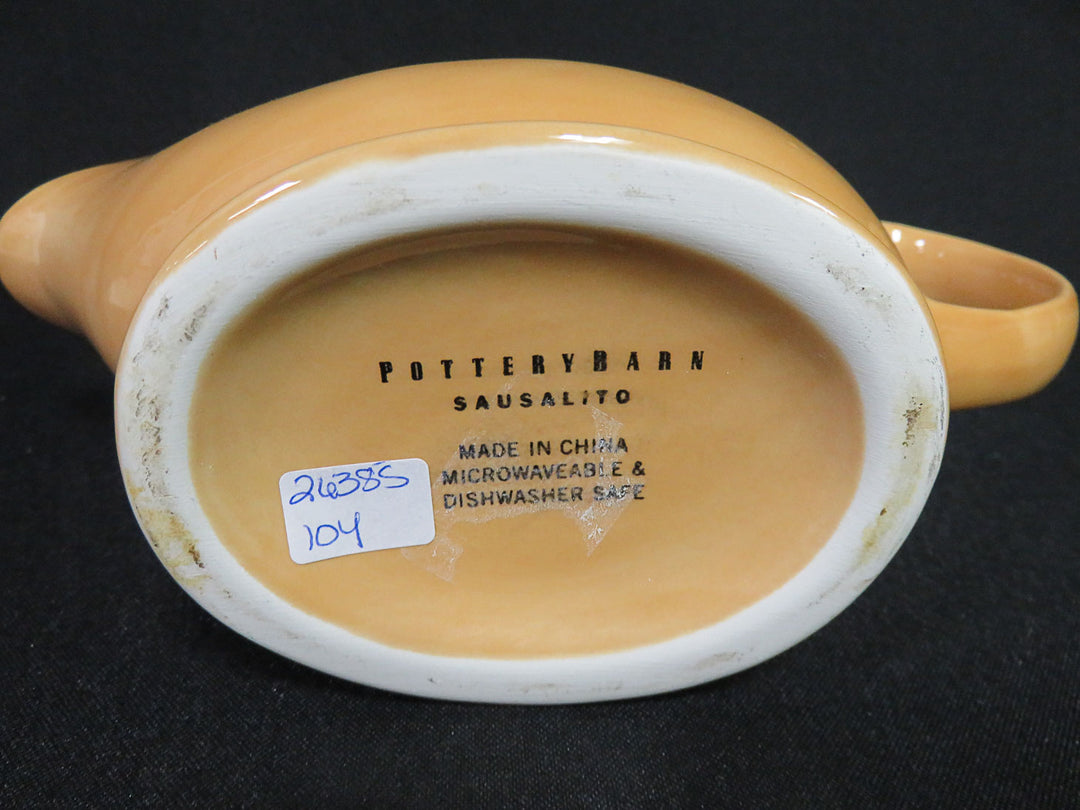 POTTERYBARN
SAUSALITO
MADE IN CHINA
MICROWAVEABLE &
DISHWASHER SAFE
26385
104